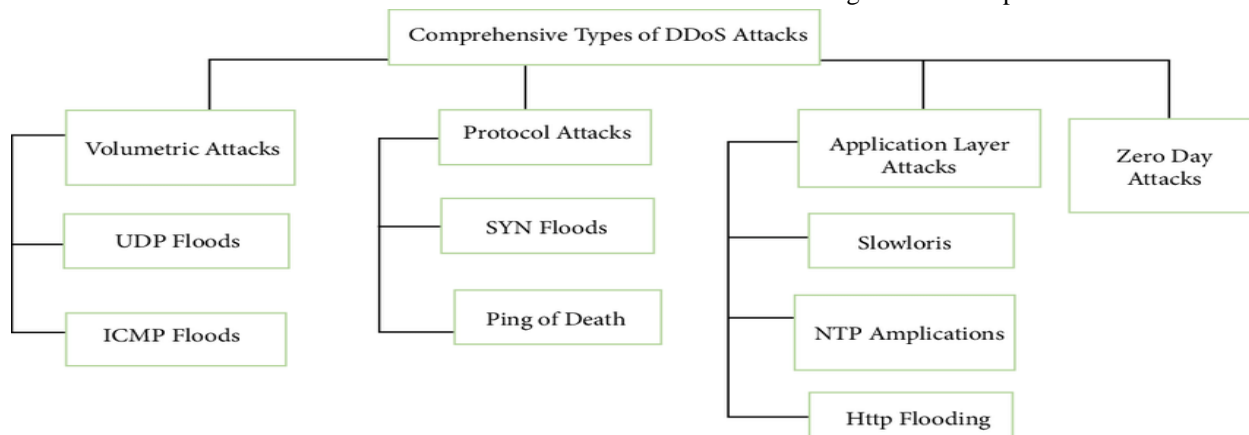 Comprehensive Types of DDoS Attacks
Volumetric Attacks
UDP Floods
ICMP Floods
Protocol Attacks
SYN Floods
Ping of Death
Application Layer
Attacks
Slowloris
NTP Amplications
Http Flooding
Zero Day
Attacks